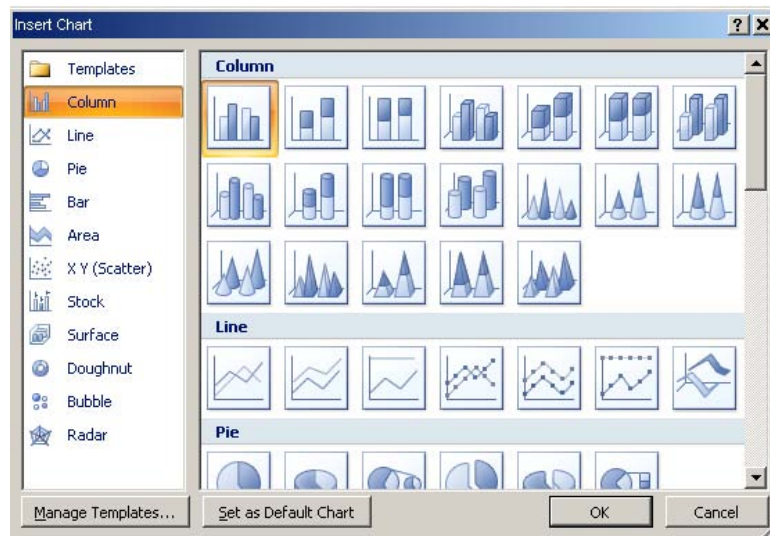 Insert Chart
Templates
Column
Line
Pie
Bar
Area
X Y (Scatter)
Stock
Surface
Doughnut
Bubble
Radar
Column
Line
Pie
Manage Templates...
Set as Default Chart
OK
Cancel